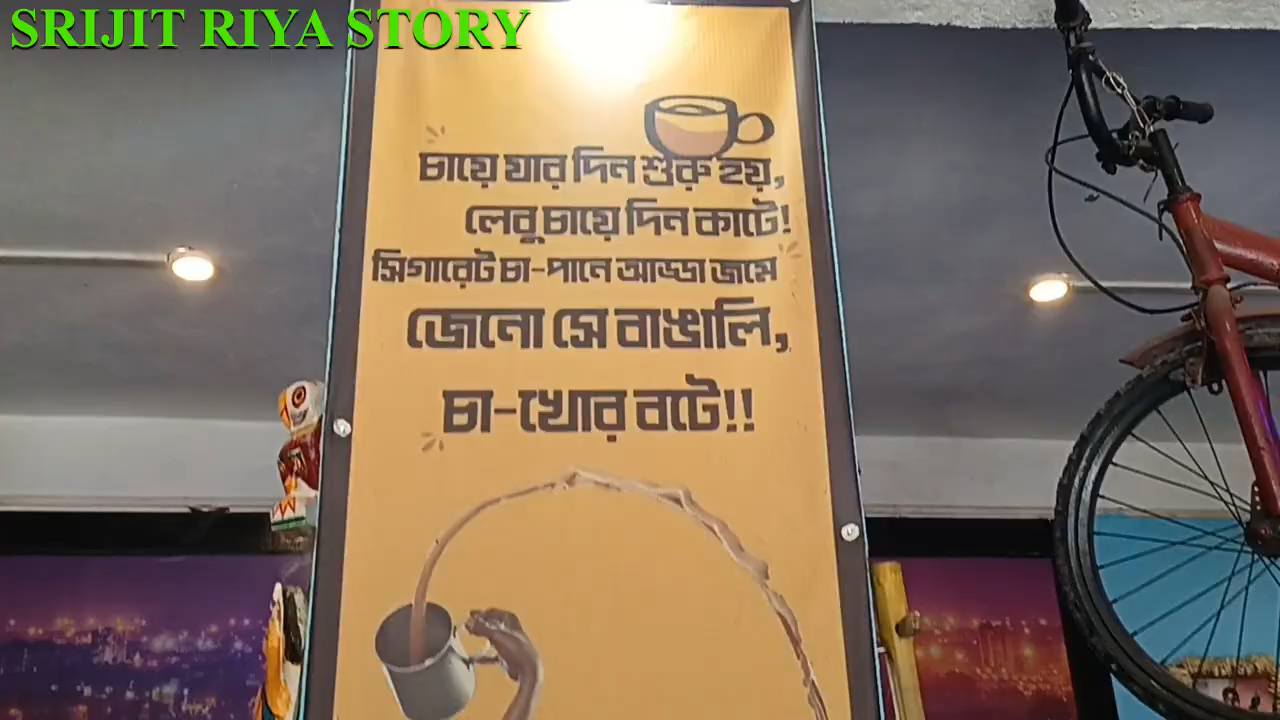 SRIJIT RIYA STORY
চায়ে যার দিন শুরু হয়,
লেবু চায়ে দিন কাটে!
সিগারেট চা-পানে আড্ডা জমে
জেনো সে বাঙালি,
চা-খোর বটে!!